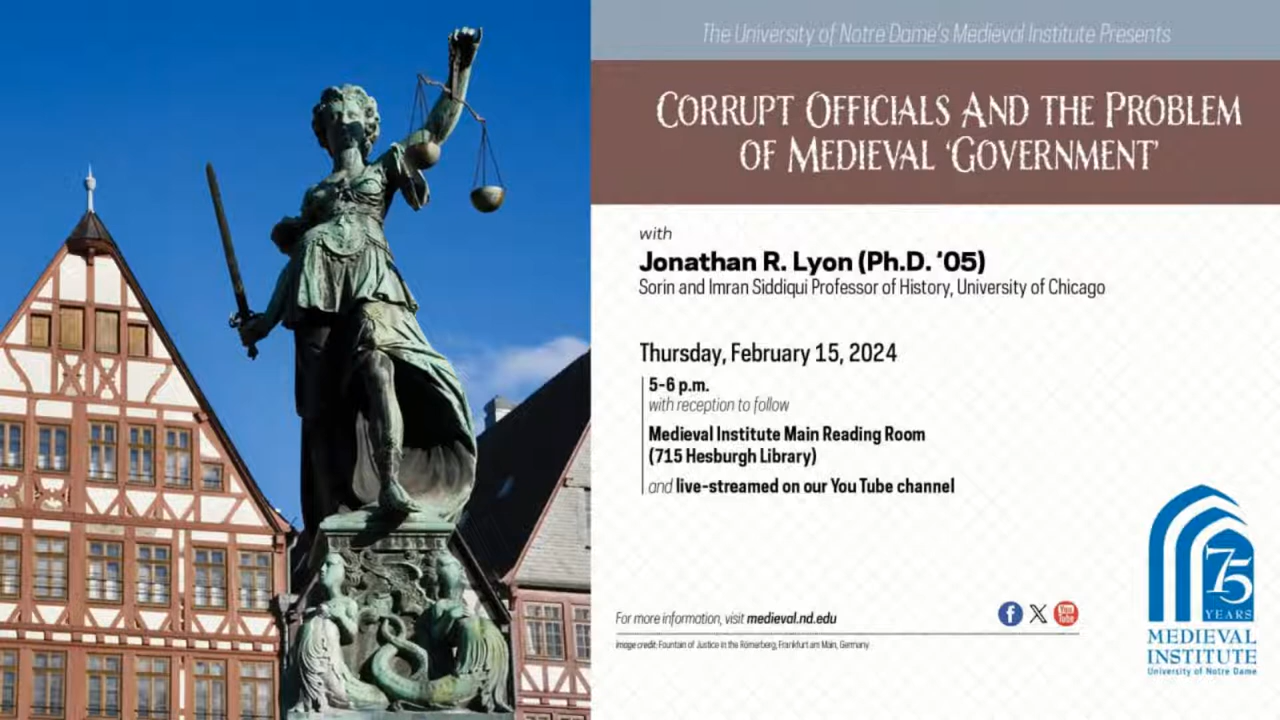 The University of Notre Dame's Medieval Institute Presents
Corrupt Officials And the Problem
of Medieval 'Government'
with
Jonathan R. Lyon (Ph.D. '05)
Sorin and Imran Siddiqui Professor of History, University of Chicago
Thursday, February 15, 2024
5-6 p.m.
with reception to follow
Medieval Institute Main Reading Room
(715 Hesburgh Library)
and live-streamed on our You Tube channel
For more information, visit medieval.nd.edu
f X You Tube
Image credit: Fountain of Justice in the Römerberg, Frankfurt am Main, Germany
75
YEARS
MEDIEVAL
INSTITUTE
University of Notre Dame